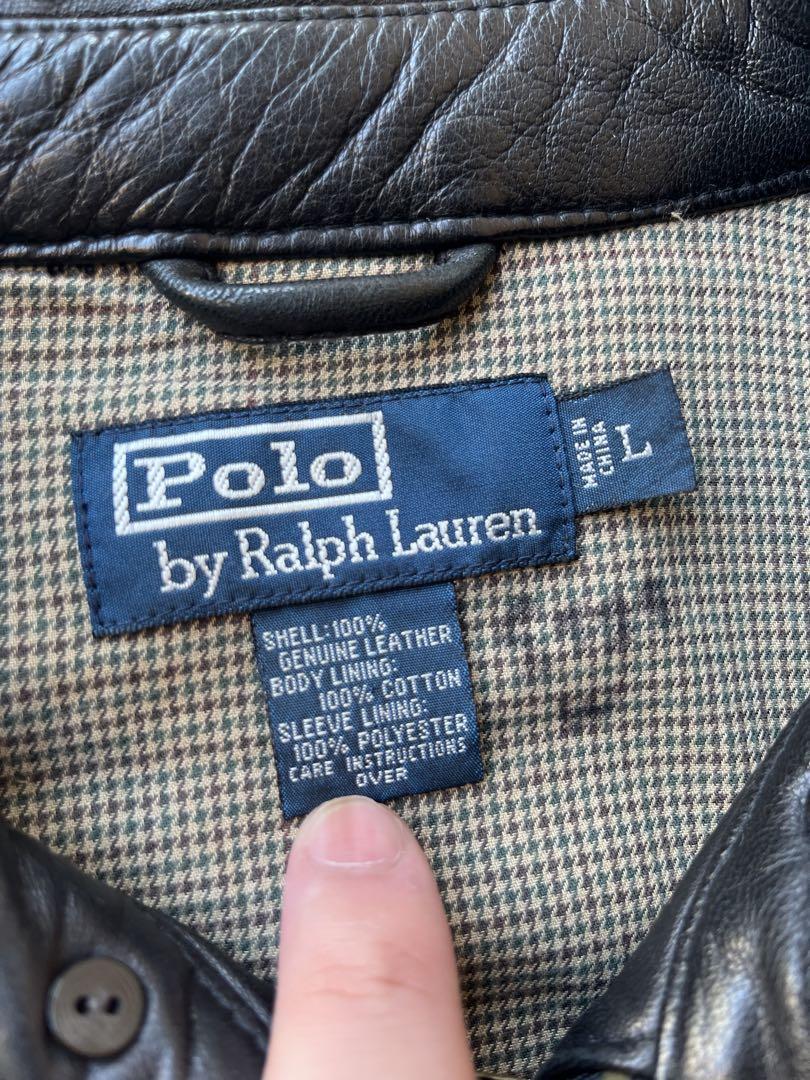 Polo
by Ralph Lauren
MADE IN
CHINA
L
SHELL:100%
GENUINE LEATHER
BODY LINING:
100% COTTON
SLEEVE LINING:
100% POLYESTER
CARE INSTRUCTIONS
OVER